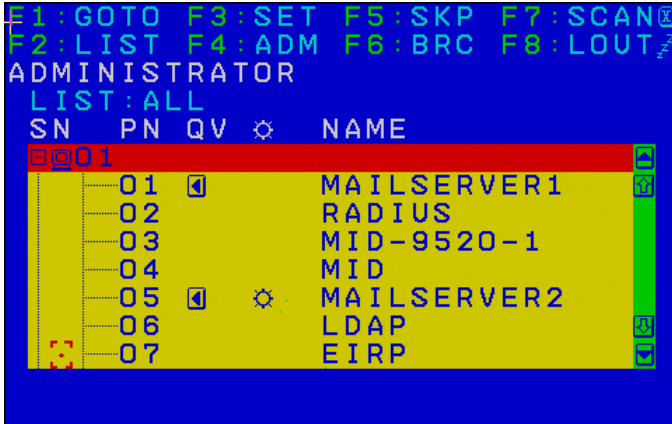 F1:GOTO F3:SET F5:SKP F7:SCAN
F2:LIST F4:ADM F6:BRC F8:LOUT
ADMINISTRATOR
LIST:ALL
SN PN QV NAME
01
01 MAILSERVER1
02 RADIUS
03 MID-9520-1
04 MID
05 MAILSERVER2
06 LDAP
07 EIRP